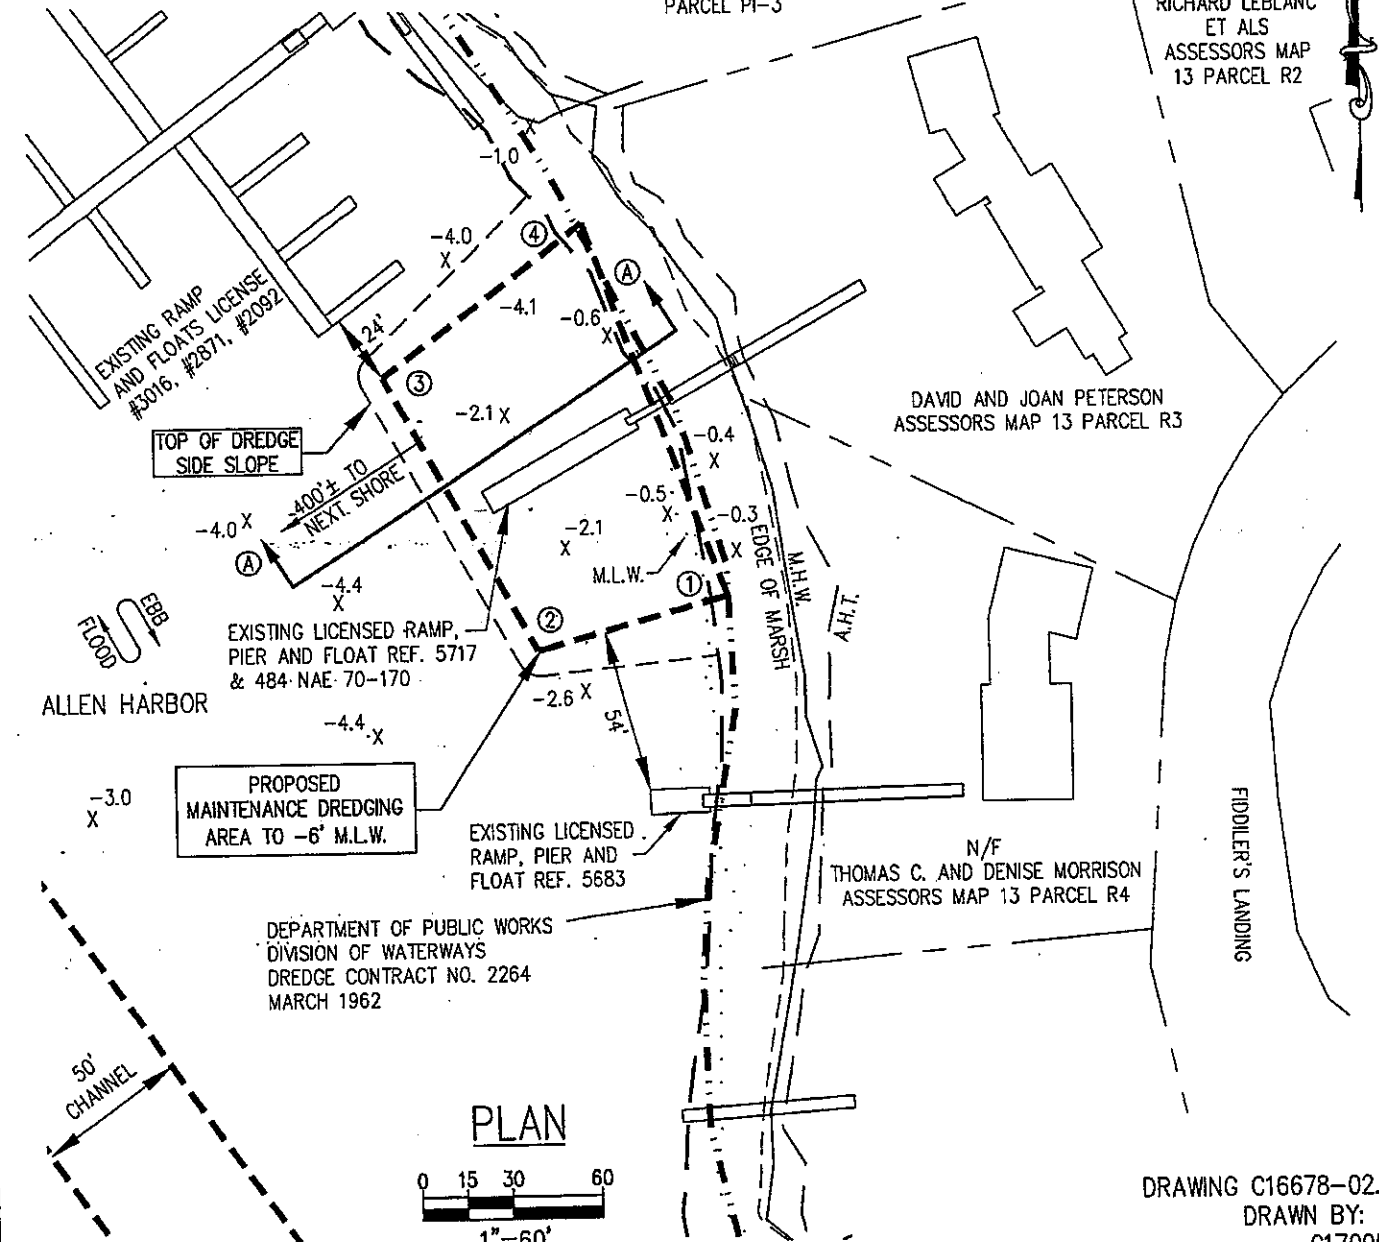 PARCEL P1-3
RICHARD LEBLANC
ET ALS
ASSESSORS MAP
13 PARCEL R2
-1.0
X
-4.0
X
4
A
-4.1
-0.6
X
EXISTING RAMP
AND FLOATS LICENSE
#3016, #2871, #2092
24'
3
-2.1 X
DAVID AND JOAN PETERSON
ASSESSORS MAP 13 PARCEL R3
TOP OF DREDGE
SIDE SLOPE
-0.4
X
400'± TO
NEXT SHORE
-0.5
X
-0.3
X
-4.0 X
-2.1
X
A
M.L.W.
1
EDGE OF MARSH
M.H.W.
A.H.T.
-4.4
X
FLOOD
EBB
2
EXISTING LICENSED RAMP,
PIER AND FLOAT REF. 5717
& 484 NAE 70-170
-2.6 X
ALLEN HARBOR
-4.4 X
54'
PROPOSED
MAINTENANCE DREDGING
AREA TO -6' M.L.W.
-3.0
X
EXISTING LICENSED
RAMP, PIER AND
FLOAT REF. 5683
N/F
THOMAS C. AND DENISE MORRISON
ASSESSORS MAP 13 PARCEL R4
FIDDILER'S LANDING
DEPARTMENT OF PUBLIC WORKS
DIVISION OF WATERWAYS
DREDGE CONTRACT NO. 2264
MARCH 1962
50'
CHANNEL
PLAN
0 15 30 60
1"-60'
DRAWING C16678-02.
DRAWN BY: